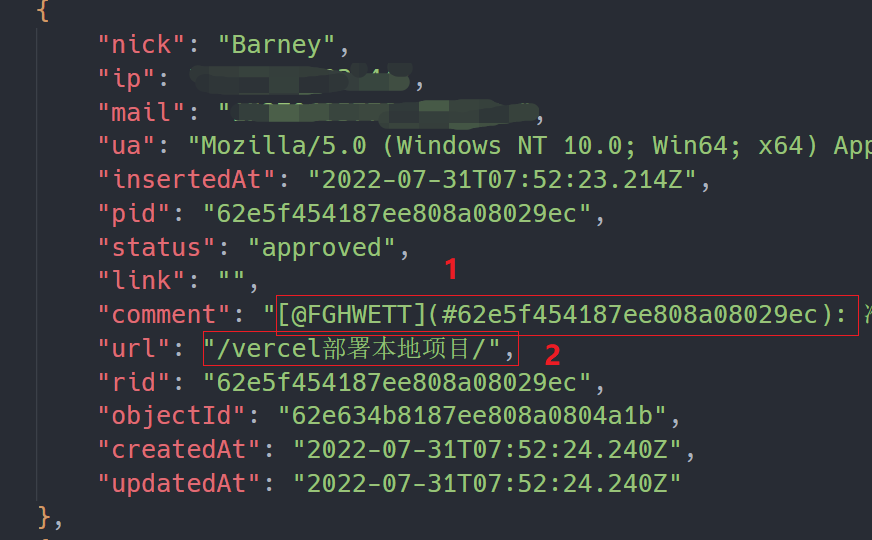 {
"nick": "Barney",
"ip": ,
"mail": " ,
"ua": "Mozilla/5.0 (Windows NT 10.0; Win64; x64) App
"insertedAt": "2022-07-31T07:52:23.214Z",
"pid": "62e5f454187ee808a08029ec",
"status": "approved",
1
"link": "",
"comment": "[@FGHWETT](#62e5f454187ee808a08029ec):
"url": "/vercel部署本地项目/", 2
"rid": "62e5f454187ee808a08029ec",
"objectId": "62e634b8187ee808a0804a1b",
"createdAt": "2022-07-31T07:52:24.240Z",
"updatedAt": "2022-07-31T07:52:24.240Z"
},